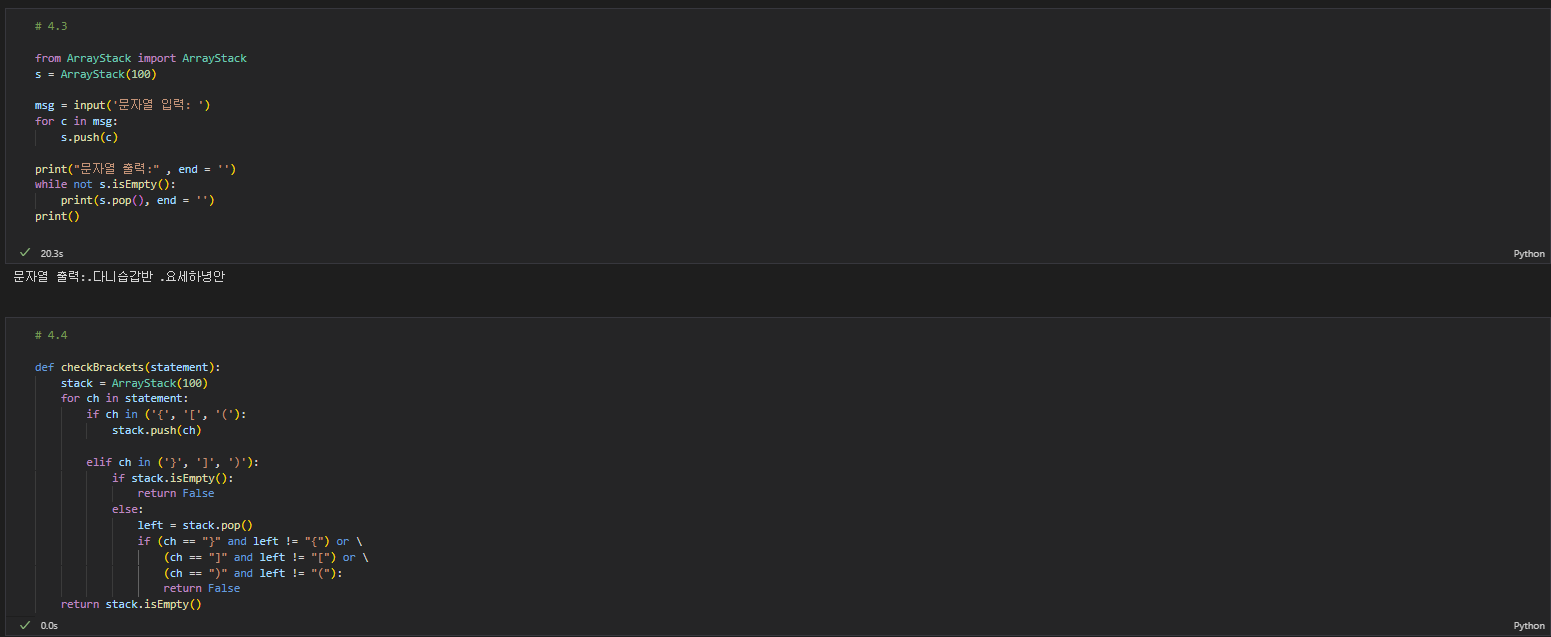 # 4.3
from ArrayStack import ArrayStack
s = ArrayStack(100)
msg = input('문자열 입력: ')
for c in msg:
    s.push(c)
print("문자열 출력:" , end = '')
while not s.isEmpty():
    print(s.pop(), end = '')
print()
20.3s
Python
문자열 출력:.다니습갑반 .요세하녕안
# 4.4
def checkBrackets(statement):
    stack = ArrayStack(100)
    for ch in statement:
        if ch in ('{', '[', '('):
            stack.push(ch)
        elif ch in ('}', ']', ')'):
            if stack.isEmpty():
                return False
            else:
                left = stack.pop()
                if (ch == "}" and left != "{") or \
                    (ch == "]" and left != "[") or \
                    (ch == ")" and left != "("):
                    return False
    return stack.isEmpty()
0.0s
Python